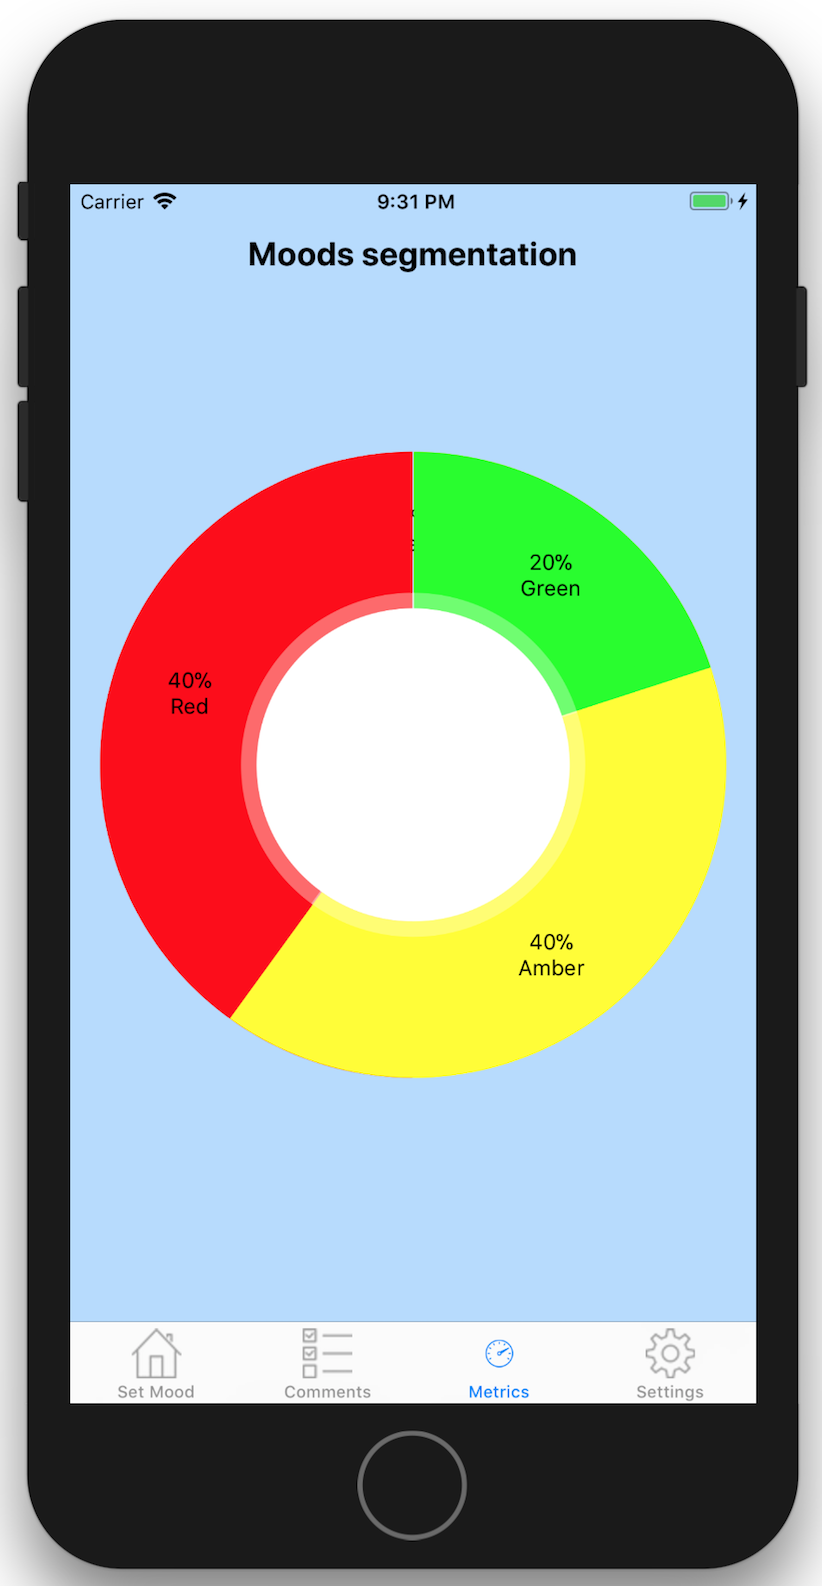 Carrier 9:31 PM
Moods segmentation
20%
Green
40%
Red
40%
Amber
Set Mood Comments Metrics Settings